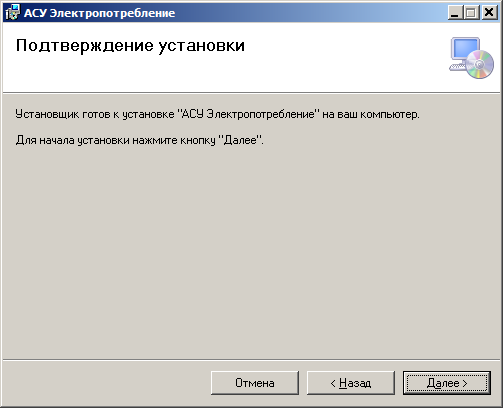 АСУ Электропотребление
Подтверждение установки
Установщик готов к установке "АСУ Электропотребление" на ваш компьютер.
Для начала установки нажмите кнопку "Далее".
Отмена
< Назад
Далее >